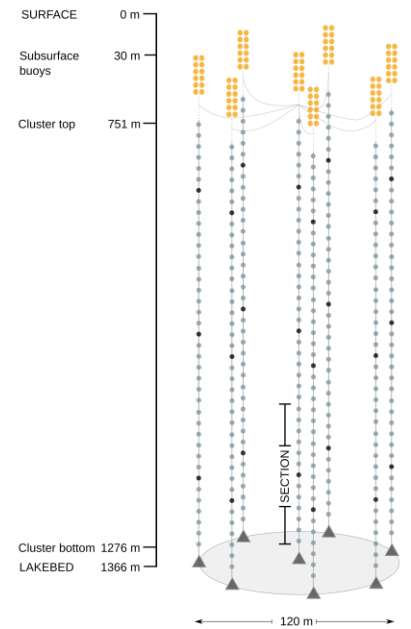 SURFACE 0 m
Subsurface 30 m
buoys
Cluster top 751 m
SECTION
Cluster bottom 1276 m
LAKEBED 1366 m
120 m